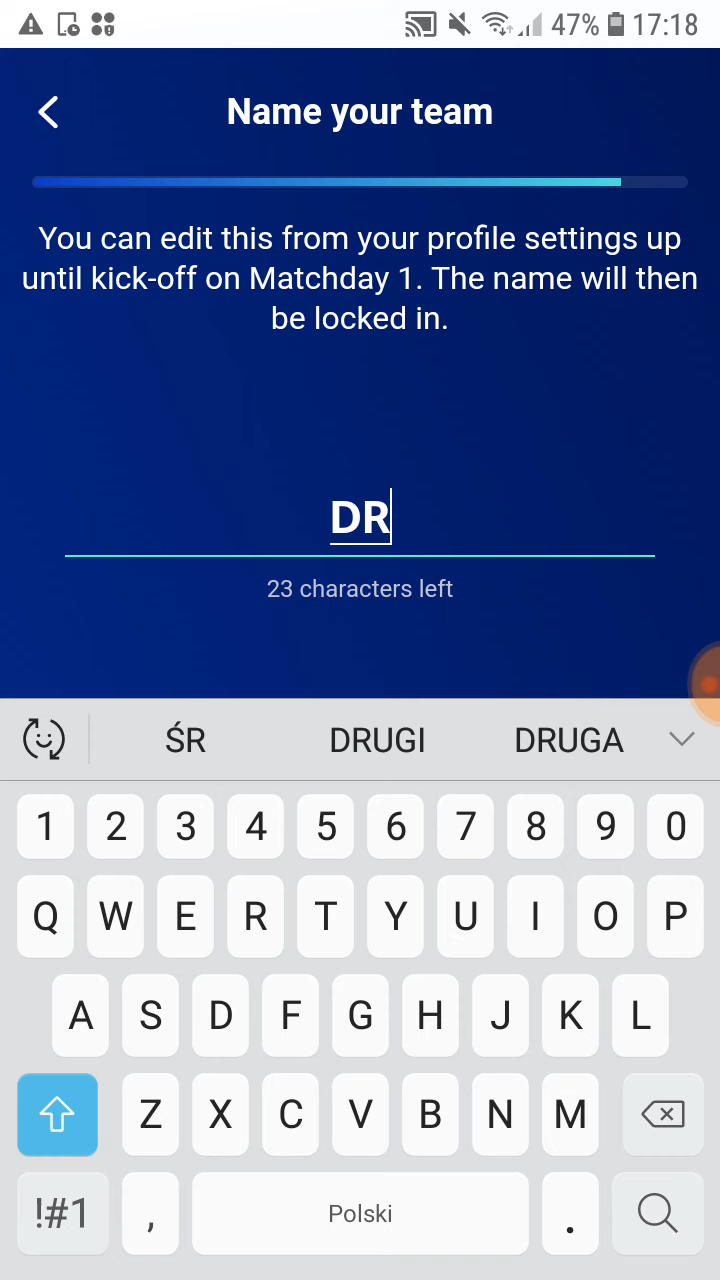 47% 17:18
Name your team
You can edit this from your profile settings up
until kick-off on Matchday 1. The name will then
be locked in.
DR
23 characters left
ŚR DRUGI DRUGA
1 2 3 4 5 6 7 8 9 0
Q W E R T Y U I O P
A S D F G H J K L
Z X C V B N M
!#1 , Polski .